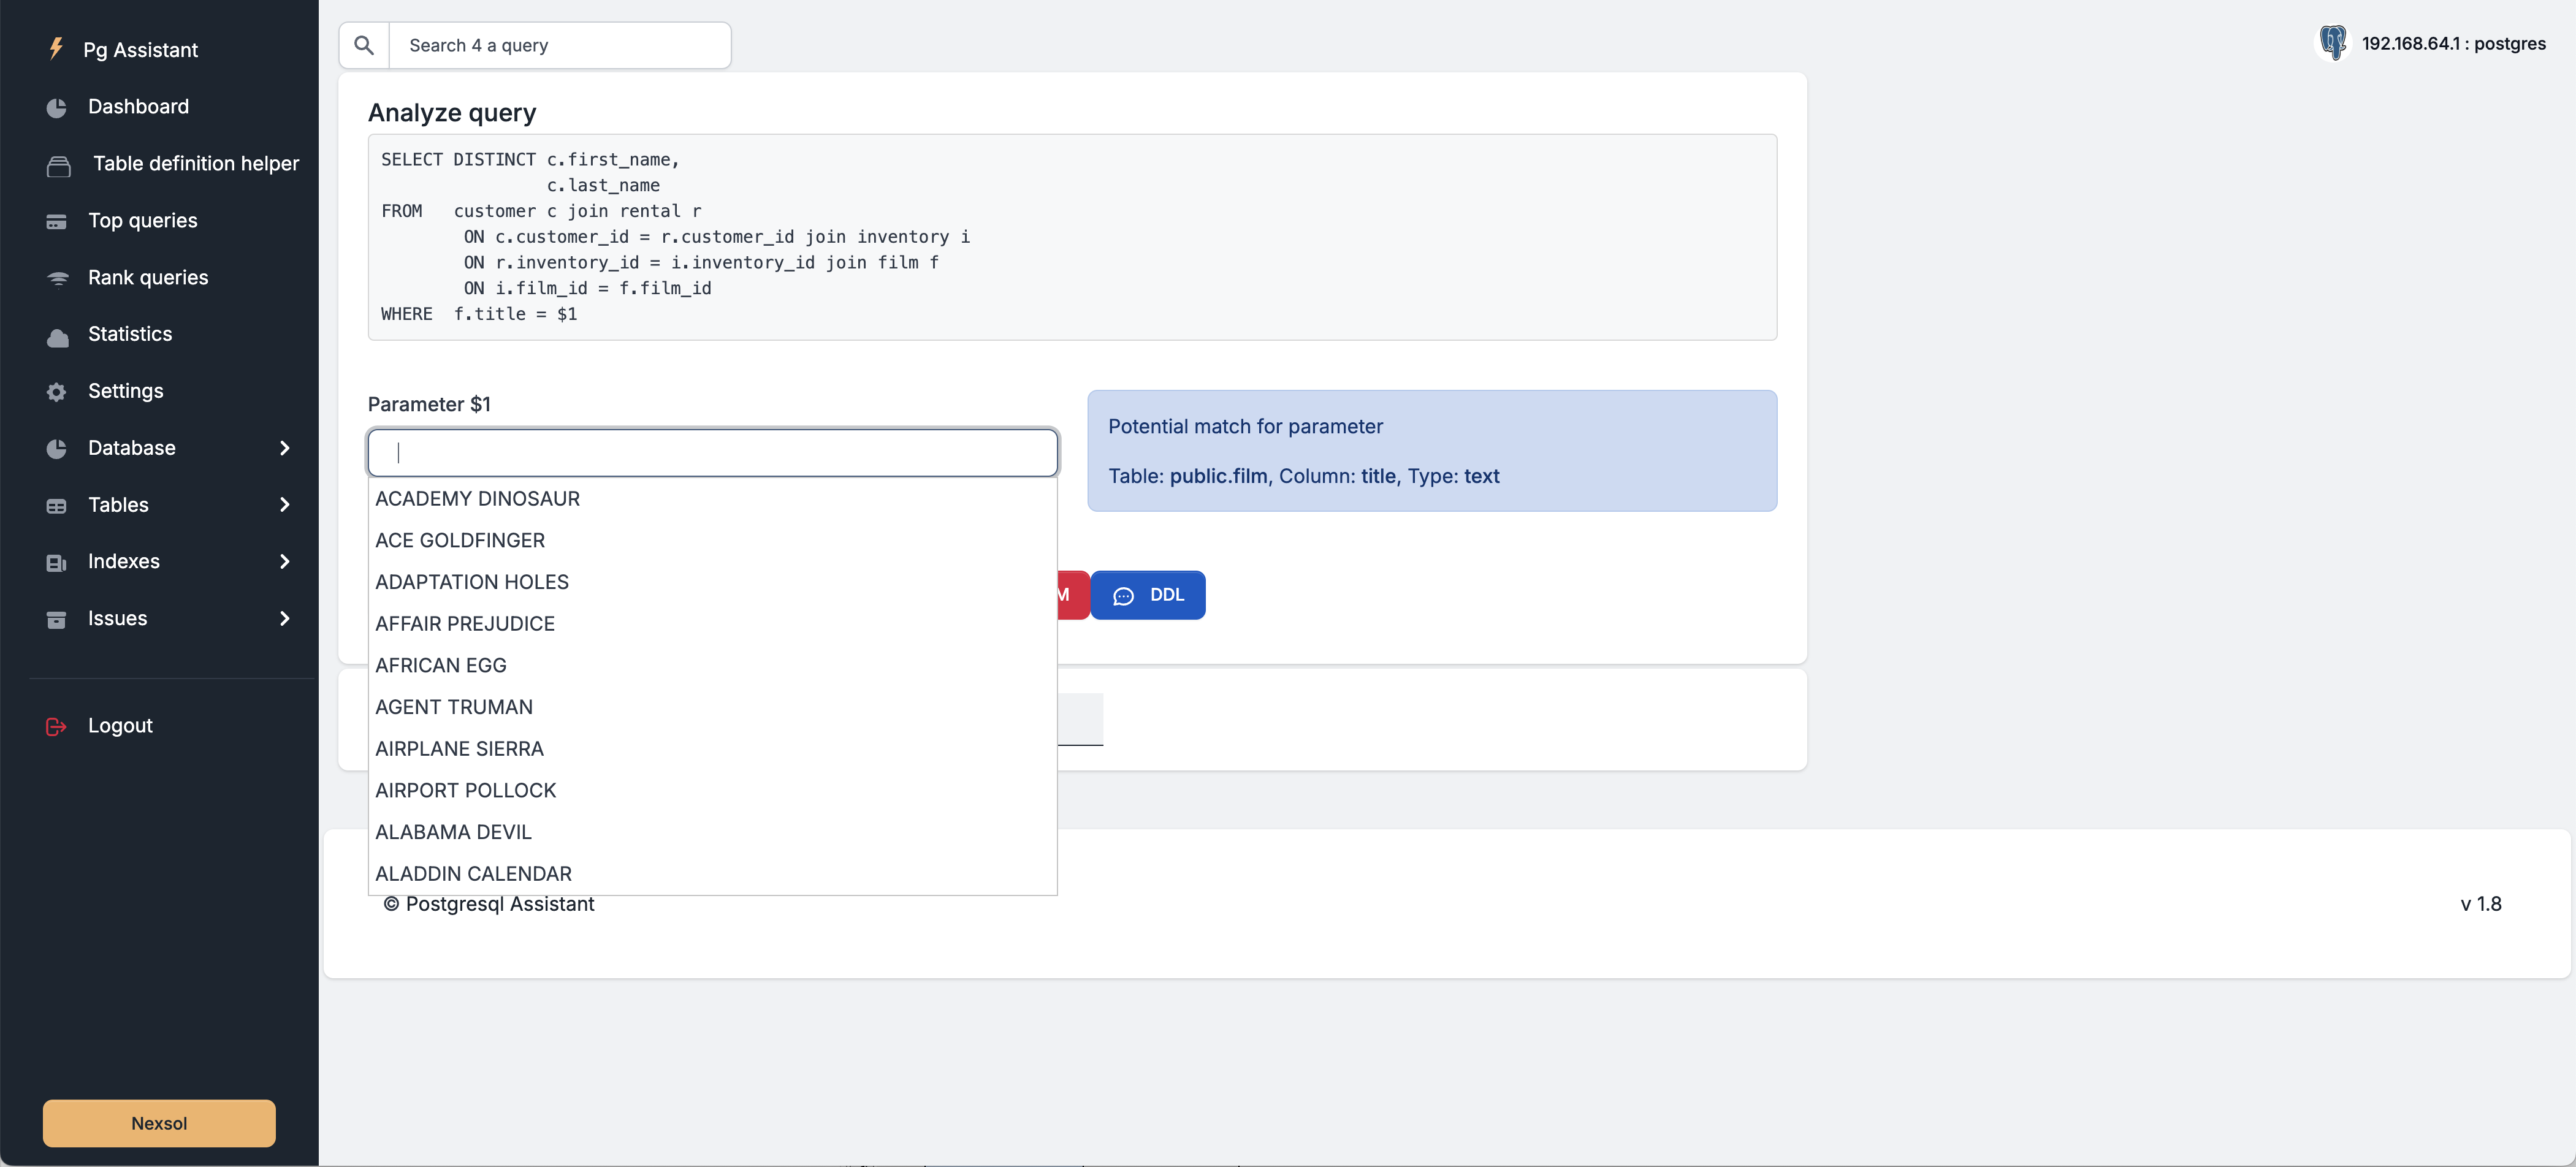 Pg Assistant
Dashboard
Table definition helper
Top queries
Rank queries
Statistics
Settings
Database
Tables
Indexes
Issues
Logout
Nexsol
Search 4 a query
192.168.64.1 : postgres
Analyze query
SELECT DISTINCT c.first_name,
c.last_name
FROM customer c join rental r
ON c.customer_id = r.customer_id join inventory i
ON r.inventory_id = i.inventory_id join film f
ON i.film_id = f.film_id
WHERE f.title = $1
Parameter $1
ACADEMY DINOSAUR
ACE GOLDFINGER
ADAPTATION HOLES
AFFAIR PREJUDICE
AFRICAN EGG
AGENT TRUMAN
AIRPLANE SIERRA
AIRPORT POLLOCK
ALABAMA DEVIL
ALADDIN CALENDAR
Potential match for parameter
Table: public.film, Column: title, Type: text
M
DDL
© Postgresql Assistant
v 1.8